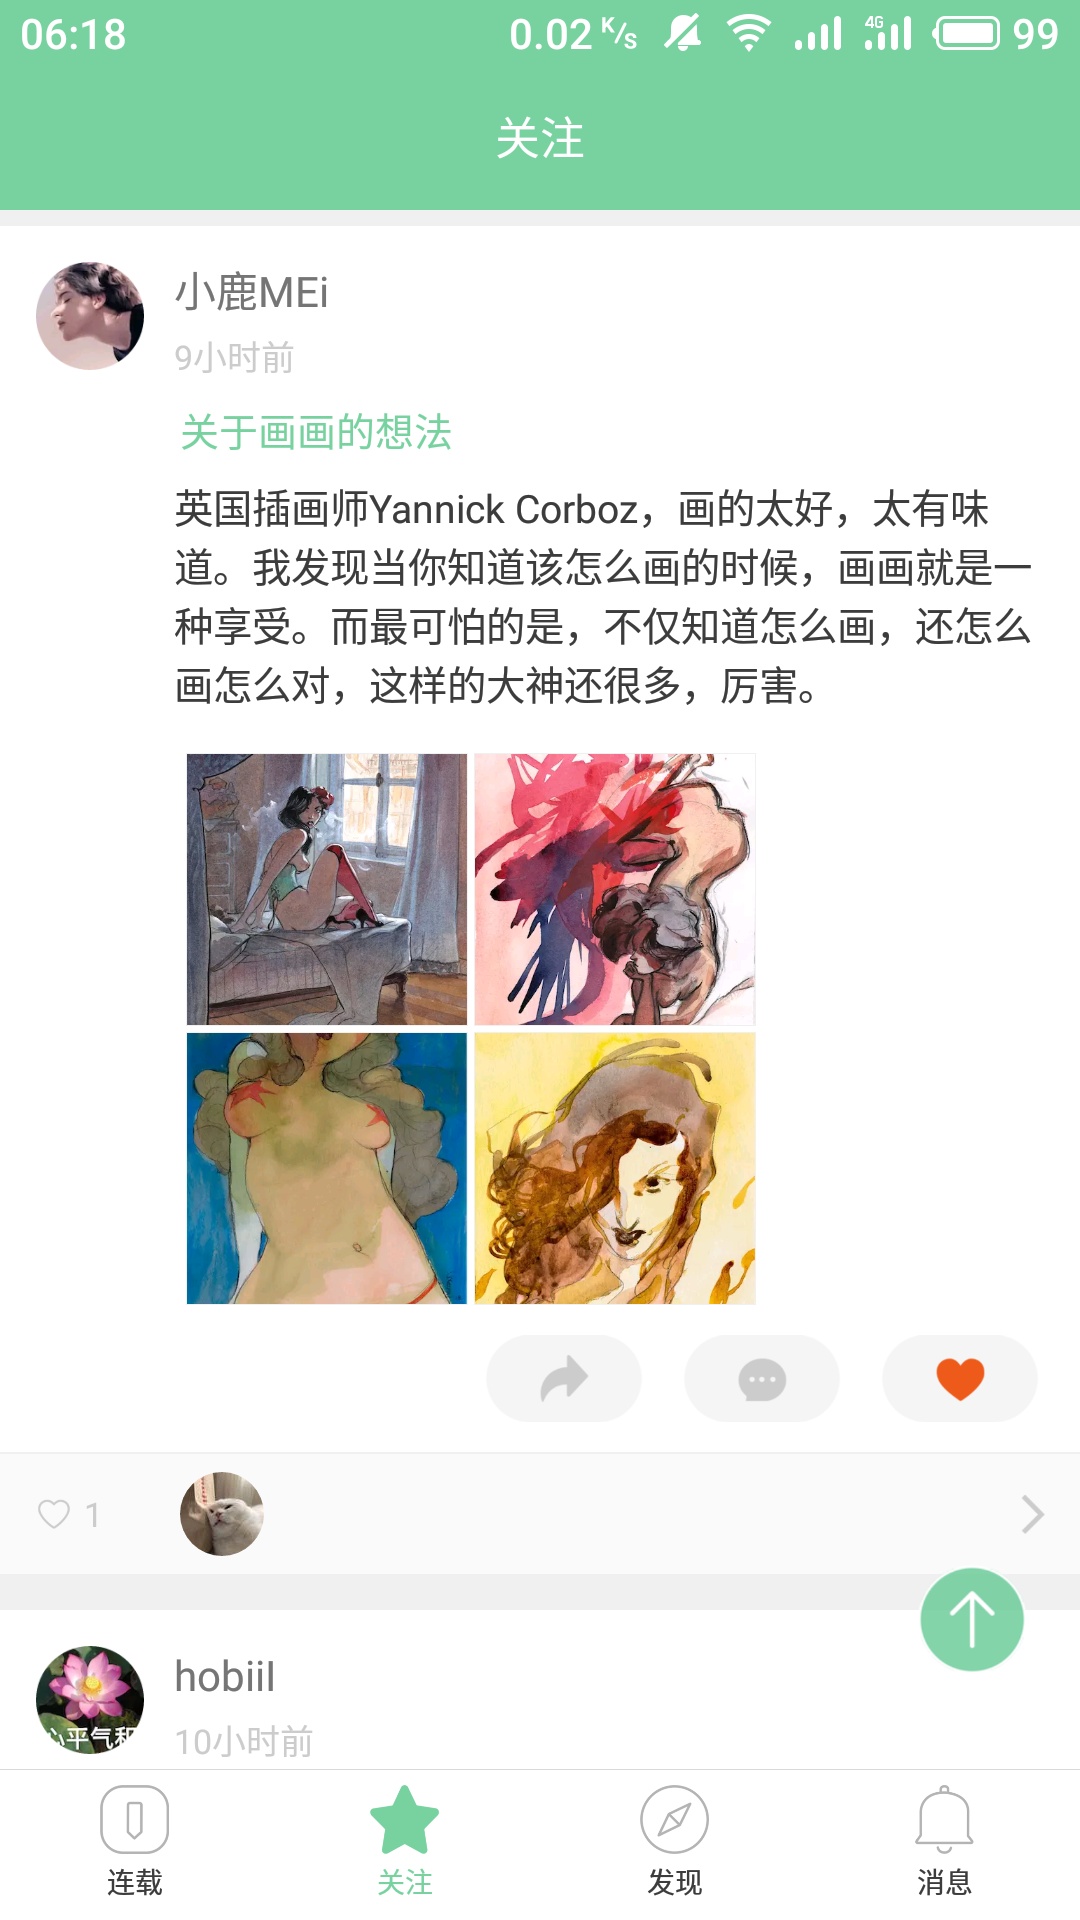 06:18
0.02 K/s
4G
99
关注
小鹿MEi
9小时前
关于画画的想法
英国插画师Yannick Corboz，画的太好，太有味
道。我发现当你知道该怎么画的时候，画画就是一
种享受。而最可怕的是，不仅知道怎么画，还怎么
画怎么对，这样的大神还很多，厉害。
1
hobiiI
心平气和
10小时前
连载
关注
发现
消息